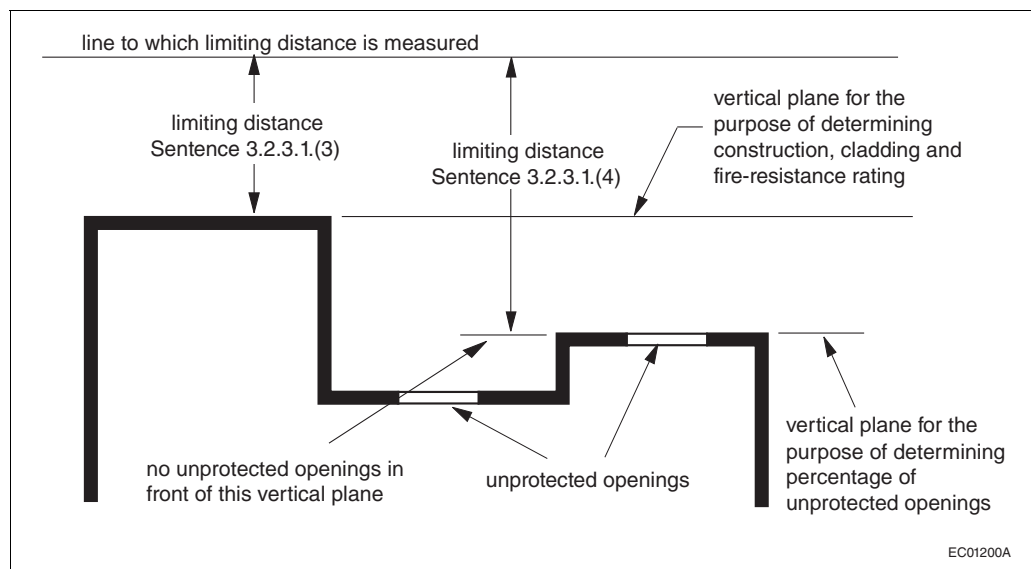 line to which limiting distance is measured
limiting distance
Sentence 3.2.3.1.(3)
limiting distance
Sentence 3.2.3.1.(4)
vertical plane for the
purpose of determining
construction, cladding and
fire-resistance rating
no unprotected openings in
front of this vertical plane
unprotected openings
vertical plane for the
purpose of determining
percentage of
unprotected openings
EC01200A